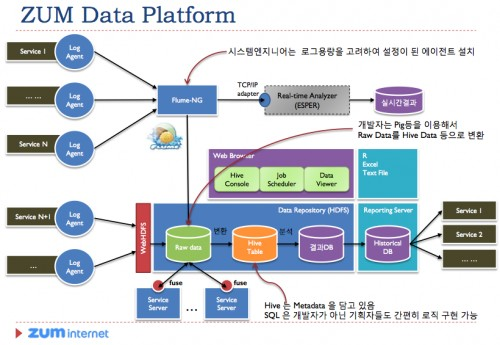 ZUM Data Platform
Service 1
Log
Agent
시스템엔지니어는 로그용량을 고려하여 설정이 된 에이전트 설치
... ...
Log
Agent
Flume-NG
TCP/IP
adapter
Real-time Analyzer
(ESPER)
실시간결과
Service N
Log
Agent
개발자는 Pig등을 이용해서
Raw Data를 Hive Data 등으로 변환
Web Browser
Hive
Console
Job
Scheduler
Data
Viewer
R
Excel
Text File
Service N+1
Log
Agent
WebHDFS
Data Repository (HDFS)
Reporting Server
Raw data
변환
Hive
Table
분석
결과DB
Historical
DB
Service 1
Service 2
...
...
Log
Agent
fuse
fuse
Service
Server
...
Service
Server
Hive 는 Metadata 을 담고 있음
SQL 은 개발자가 아닌 기획자들도 간편히 로직 구현 가능
zum internet